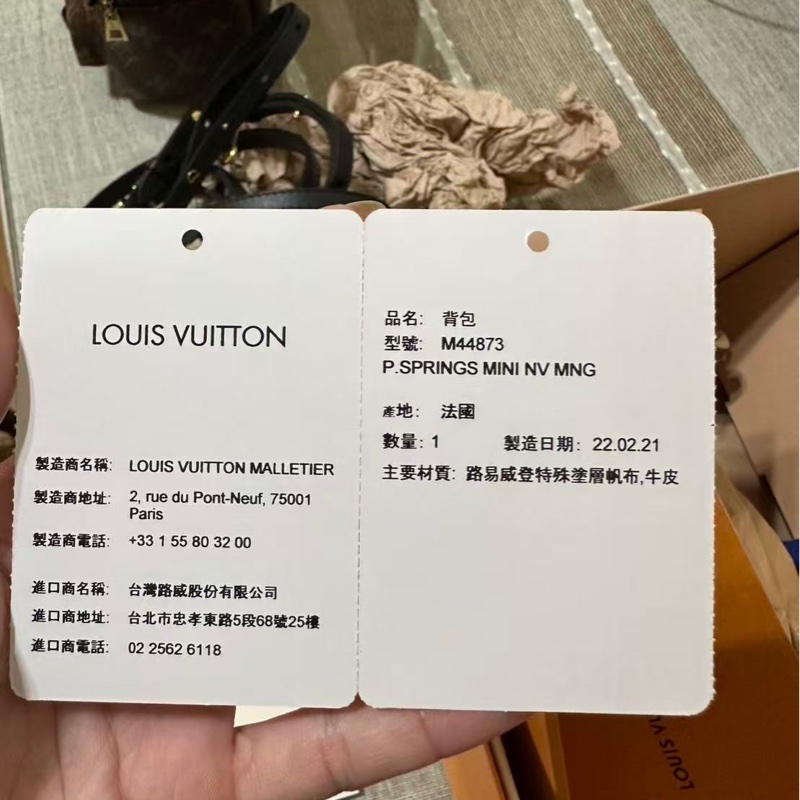 LOUIS VUITTON
製造商名稱: LOUIS VUITTON MALLETIER
製造商地址: 2, rue du Pont-Neuf, 75001
Paris
製造商電話: +33 1 55 80 32 00
進口商名稱: 台灣路威股份有限公司
進口商地址: 台北市忠孝東路5段68號25樓
進口商電話: 02 2562 6118
品名: 背包
型號: M44873
P.SPRINGS MINI NV MNG
產地: 法國
數量: 1 製造日期: 22.02.21
主要材質: 路易威登特殊塗層帆布,牛皮
LOUIS VU